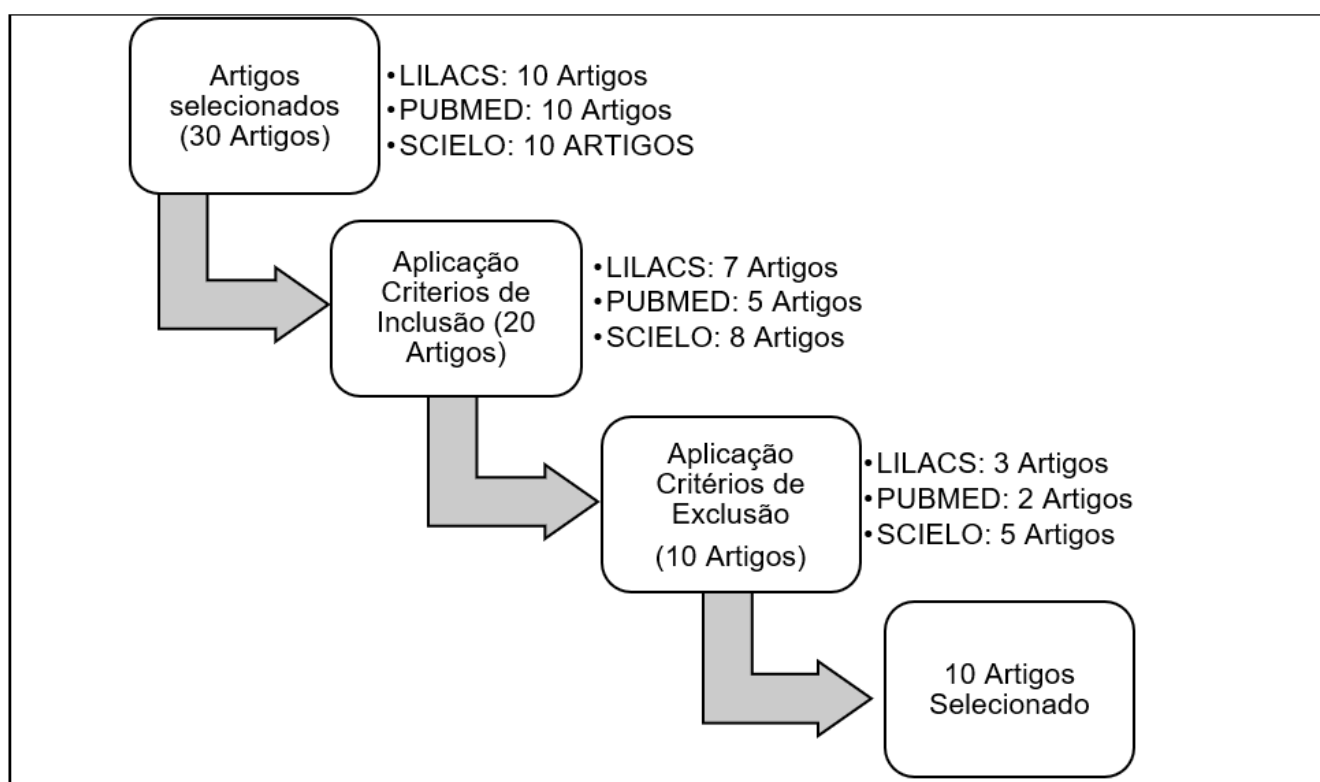 Artigos
selecionados
(30 Artigos)
•LILACS: 10 Artigos
•PUBMED: 10 Artigos
•SCIELO: 10 ARTIGOS
Aplicação
Criterios de
Inclusão (20
Artigos)
•LILACS: 7 Artigos
•PUBMED: 5 Artigos
•SCIELO: 8 Artigos
Aplicação
Critérios de
Exclusão
(10 Artigos)
•LILACS: 3 Artigos
•PUBMED: 2 Artigos
•SCIELO: 5 Artigos
10 Artigos
Selecionado